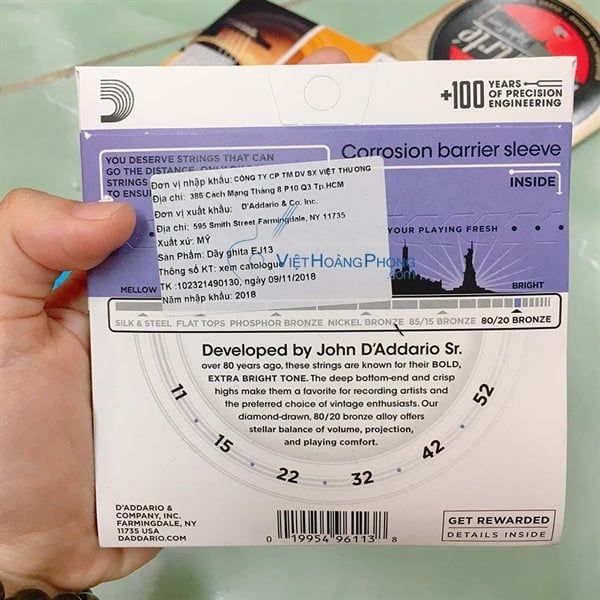 +100 YEARS
OF PRECISION
ENGINEERING
YOU DESERVE STRINGS THAT CAN
GO THE DISTANCE.
STRINGS
TO ENSU
Corrosion barrier sleeve
INSIDE
YOUR PLAYING FRESH
Đơn vị nhập khẩu: CÔNG TY CP TM DV SX VIỆT THƯƠNG
Địa chỉ: 386 Cách Mạng Tháng 8 P10 Q3 Tp.HCM
Đơn vị xuất khẩu: D'Addario & Co. Inc.
Địa chỉ: 595 Smith Street Farmingdale, NY 11735
Xuất xứ: MỸ
Sản Phẩm: Dây ghita EJ13
Thông số KT: xem catologue
TK :102321490130, ngày 09/11/2018
Năm nhập khẩu: 2018
VIỆTHOÀNGPHONG
.com
MELLOW
BRIGHT
SILK & STEEL FLAT TOPS PHOSPHOR BRONZE NICKEL BRONZE 85/15 BRONZE 80/20 BRONZE
Developed by John D'Addario Sr.
over 80 years ago, these strings are known for their BOLD,
EXTRA BRIGHT TONE. The deep bottom-end and crisp
highs make them a favorite for recording artists and
the preferred choice of vintage enthusiasts. Our
diamond-drawn, 80/20 bronze alloy offers
stellar balance of volume, projection,
and playing comfort.
11 • 15 • 22 • 32 • 42 • 52
D'ADDARIO &
COMPANY, INC.
FARMINGDALE, NY
11735 USA
DADDARIO.COM
0 19954 96113 8
GET REWARDED
DETAILS INSIDE